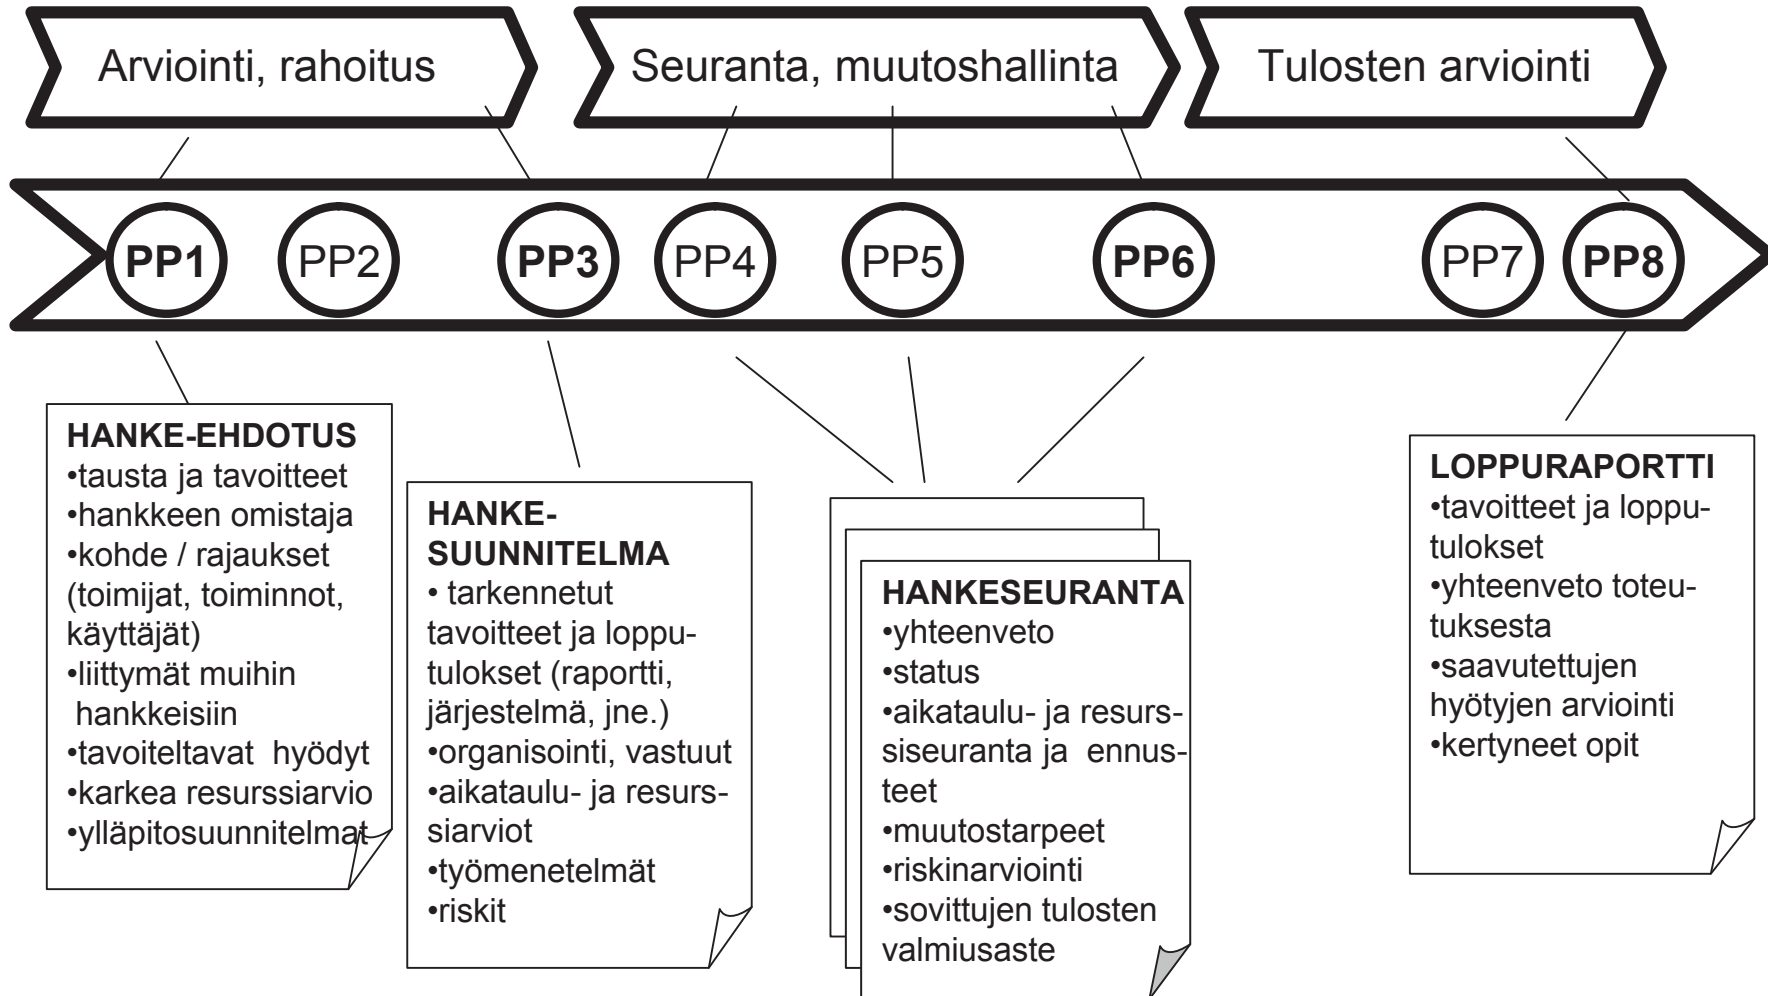 Arviointi, rahoitus
Seuranta, muutoshallinta
Tulosten arviointi
PP1
PP2
PP3
PP4
PP5
PP6
PP7
PP8
HANKE-EHDOTUS
•tausta ja tavoitteet
•hankkeen omistaja
•kohde / rajaukset
(toimijat, toiminnot,
käyttäjät)
•liittymät muihin
hankkeisiin
•tavoiteltavat hyödyt
•karkea resurssiarvio
•ylläpitosuunnitelmat
HANKE-
SUUNNITELMA
• tarkennetut
tavoitteet ja loppu-
tulokset (raportti,
järjestelmä, jne.)
•organisointi, vastuut
•aikataulu- ja resurs-
siarviot
•työmenetelmät
•riskit
HANKESEURANTA
•yhteenveto
•status
•aikataulu- ja resurs-
siseuranta ja ennus-
teet
•muutostarpeet
•riskinarviointi
•sovittujen tulosten
valmiusaste
LOPPURAPORTTI
•tavoitteet ja loppu-
tulokset
•yhteenveto toteu-
tuksesta
•saavutettujen
hyötyjen arviointi
•kertyneet opit